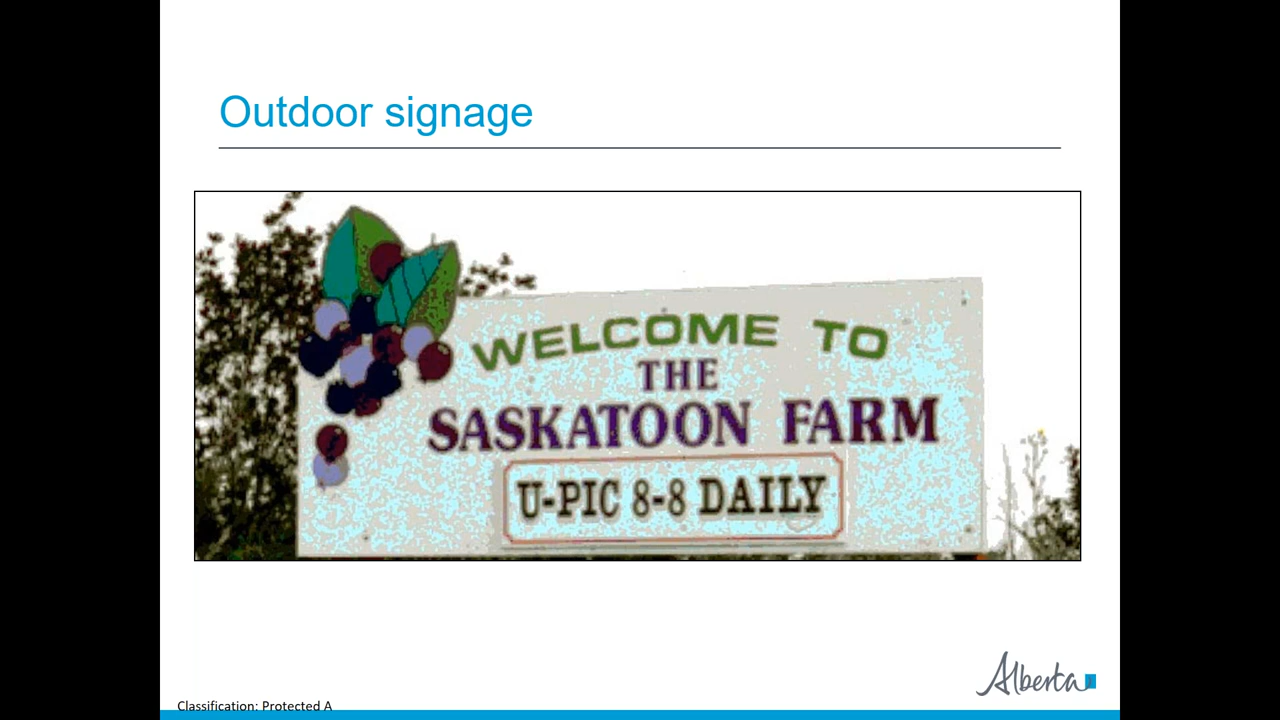 Outdoor signage
WELCOME TO
THE
SASKATOON FARM
U-PIC 8-8 DAILY
Alberta
Classification: Protected A